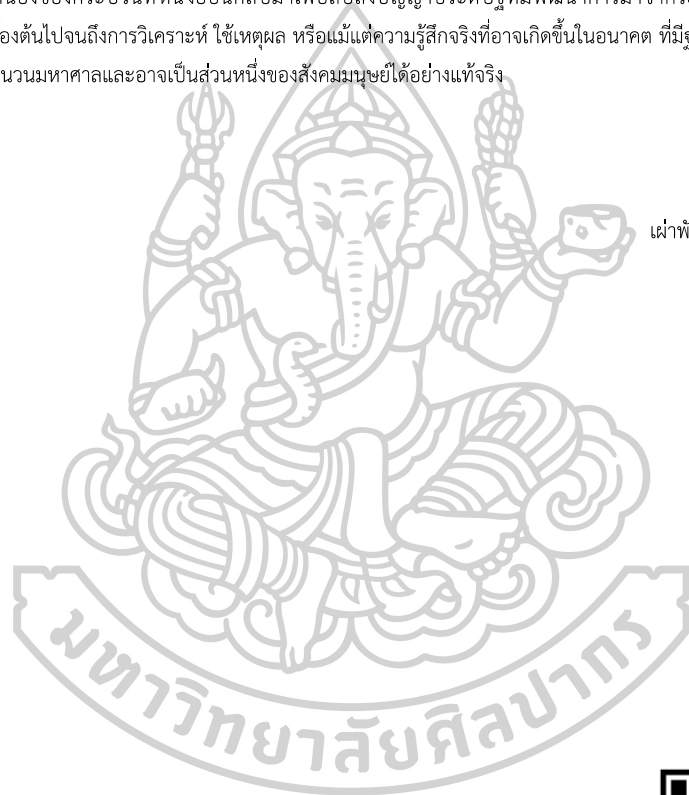 องต้นไปจนถึงการวิเคราะห์ ใช้เหตุผล หรือแม้แต่ความรู้สึกจริงที่อาจเกิดขึ้นในอนาคต ที่มีฐ
นวนมหาศาลและอาจเป็นส่วนหนึ่งของสังคมมนุษย์ได้อย่างแท้จริง
เผ่าพั
มหาวิทยาลัยศิลปากร